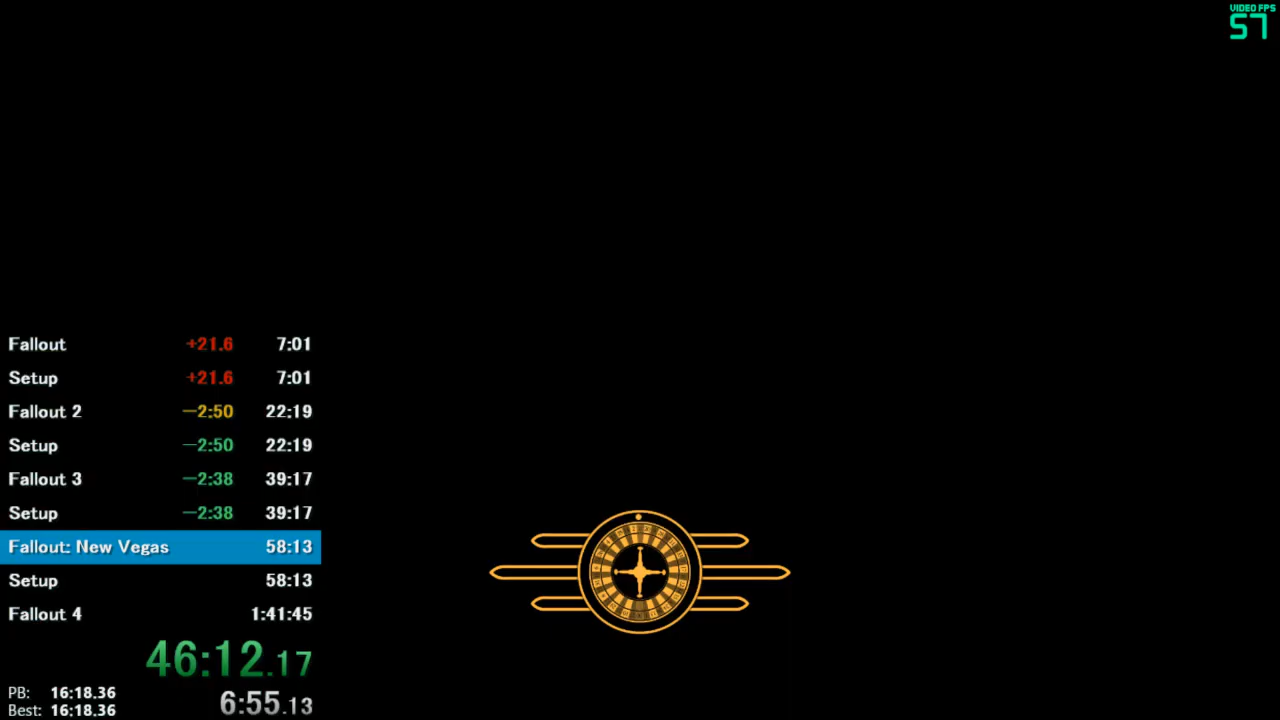 VIDEO FPS
57
Fallout +21.6 7:01
Setup +21.6 7:01
Fallout 2 −2:50 22:19
Setup −2:50 22:19
Fallout 3 −2:38 39:17
Setup −2:38 39:17
Fallout: New Vegas 58:13
Setup 58:13
Fallout 4 1:41:45
46:12.17
PB: 16:18.36
6:55.13
Best: 16:18.36